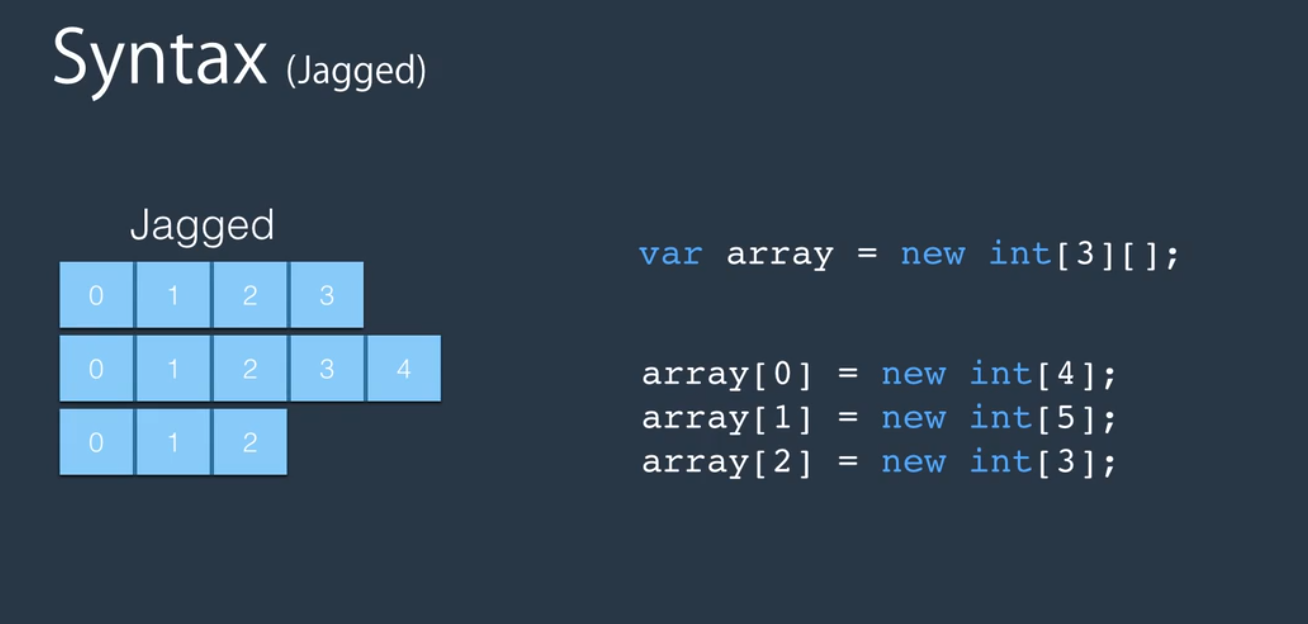 Syntax (Jagged)
Jagged
0 1 2 3
0 1 2 3 4
0 1 2
var array = new int[3][];
array[0] = new int[4];
array[1] = new int[5];
array[2] = new int[3];